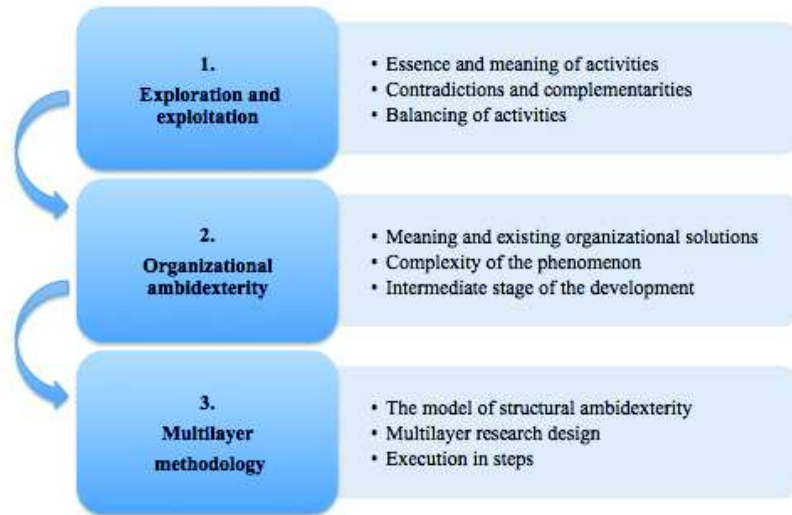 1.
Exploration and
exploitation
• Essence and meaning of activities
• Contradictions and complementarities
• Balancing of activities
2.
Organizational
ambidexterity
• Meaning and existing organizational solutions
• Complexity of the phenomenon
• Intermediate stage of the development
3.
Multilayer
methodology
• The model of structural ambidexterity
• Multilayer research design
• Execution in steps